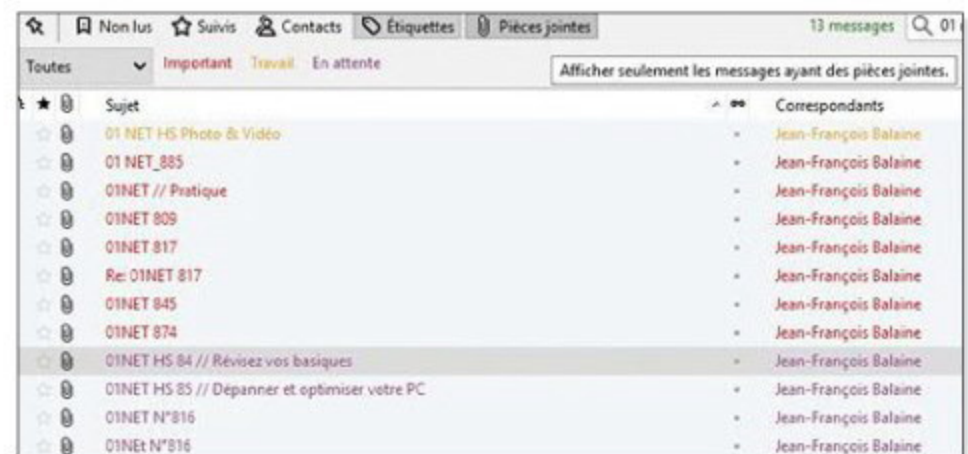 Non lus Suivis Contacts Étiquettes Pièces jointes 13 messages 01
Toutes Important Travail En attente
Afficher seulement les messages ayant des pièces jointes.
Sujet Correspondants
01 NET HS Photo & Vidéo Jean-François Balaine
01 NET_885 Jean-François Balaine
01NET // Pratique Jean-François Balaine
01NET 809 Jean-François Balaine
01NET 817 Jean-François Balaine
Re: 01NET 817 Jean-François Balaine
01NET 845 Jean-François Balaine
01NET 874 Jean-François Balaine
01NET HS 84 // Révisez vos basiques Jean-François Balaine
01NET HS 85 // Dépanner et optimiser votre PC Jean-François Balaine
01NET N°816 Jean-François Balaine
01NEt N°816 Jean-François Balaine